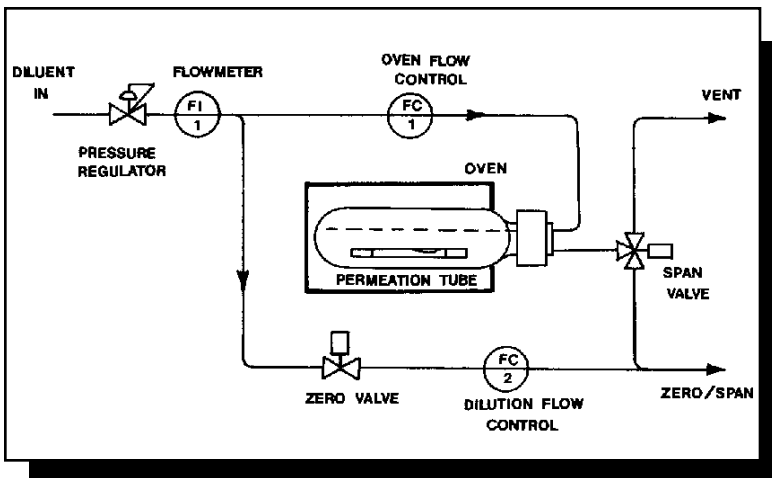 DILUENT
IN
FLOWMETER
OVEN FLOW
CONTROL
VENT
FI
1
FC
1
PRESSURE
REGULATOR
OVEN
PERMEATION TUBE
SPAN
VALVE
ZERO VALVE
FC
2
DILUTION FLOW
CONTROL
ZERO/SPAN